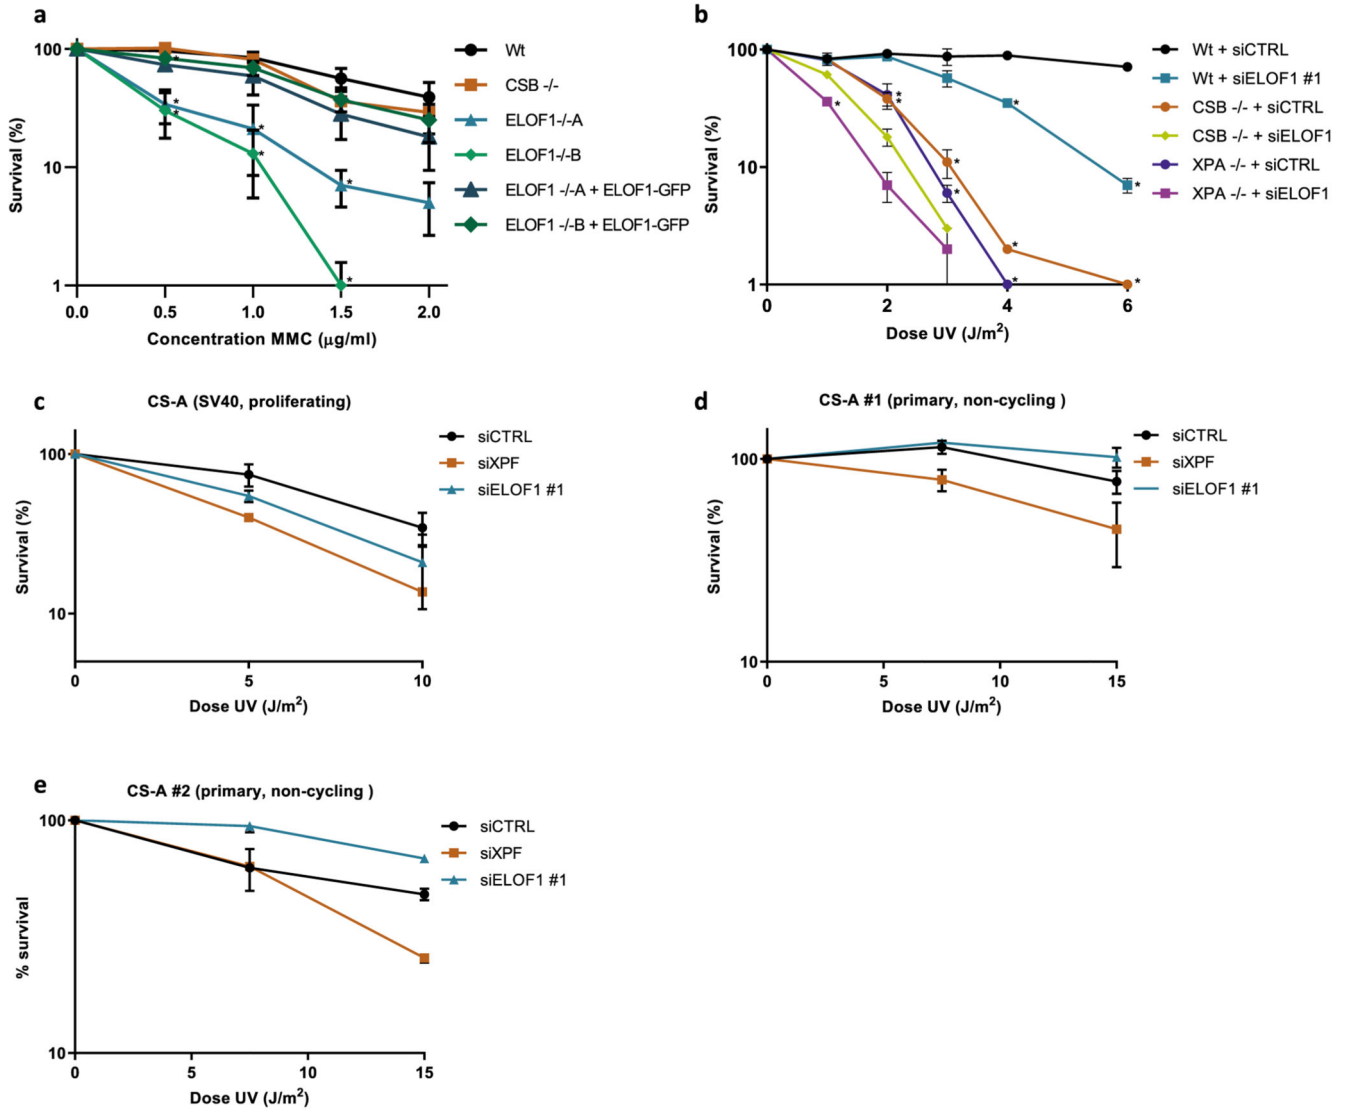 a
100
10
1
Survival (%)
0.0 0.5 1.0 1.5 2.0
Concentration MMC (μg/ml)
* * * * * * *
Wt
CSB -/-
ELOF1-/-A
ELOF1-/-B
ELOF1 -/-A + ELOF1-GFP
ELOF1 -/-B + ELOF1-GFP
b
100
10
1
Survival (%)
0 2 4 6
Dose UV (J/m²)
* * * * * * * * * *
Wt + siCTRL
Wt + siELOF1 #1
CSB -/- + siCTRL
CSB -/- + siELOF1
XPA -/- + siCTRL
XPA -/- + siELOF1
c
CS-A (SV40, proliferating)
100
10
Survival (%)
0 5 10
Dose UV (J/m²)
siCTRL
siXPF
siELOF1 #1
d
CS-A #1 (primary, non-cycling )
100
10
Survival (%)
0 5 10 15
Dose UV (J/m²)
siCTRL
siXPF
siELOF1 #1
e
CS-A #2 (primary, non-cycling )
100
10
% survival
0 5 10 15
Dose UV (J/m²)
siCTRL
siXPF
siELOF1 #1